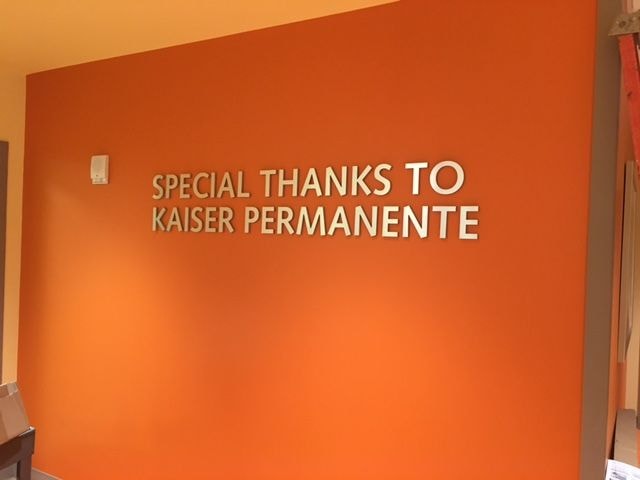 SPECIAL THANKS TO
KAISER PERMANENTE